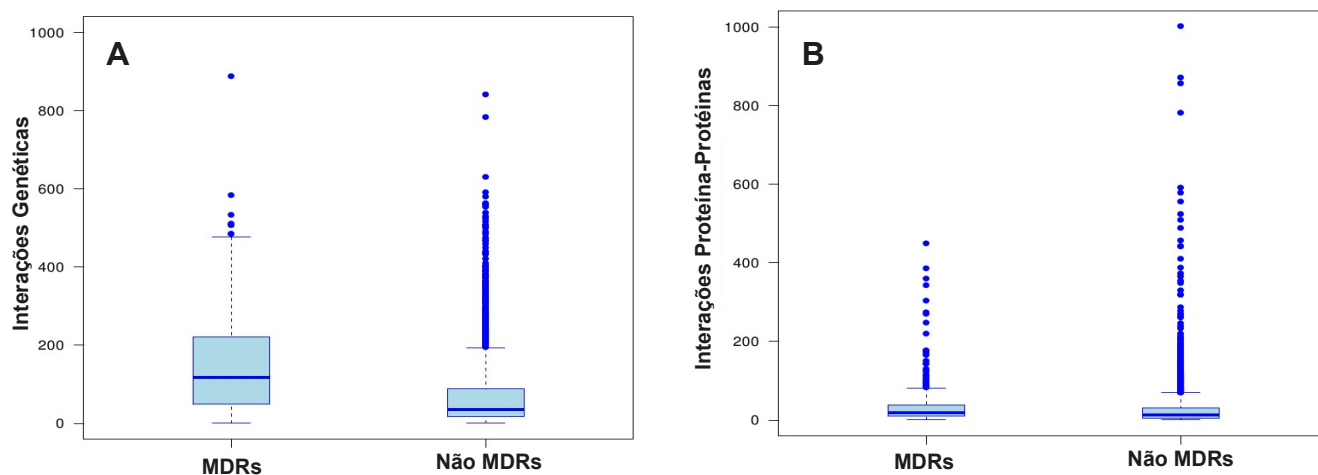 A
Interações Genéticas
1000
800
600
400
200
0
MDRs
Não MDRs
B
Interações Proteína-Protéinas
1000
800
600
400
200
0
MDRs
Não MDRs